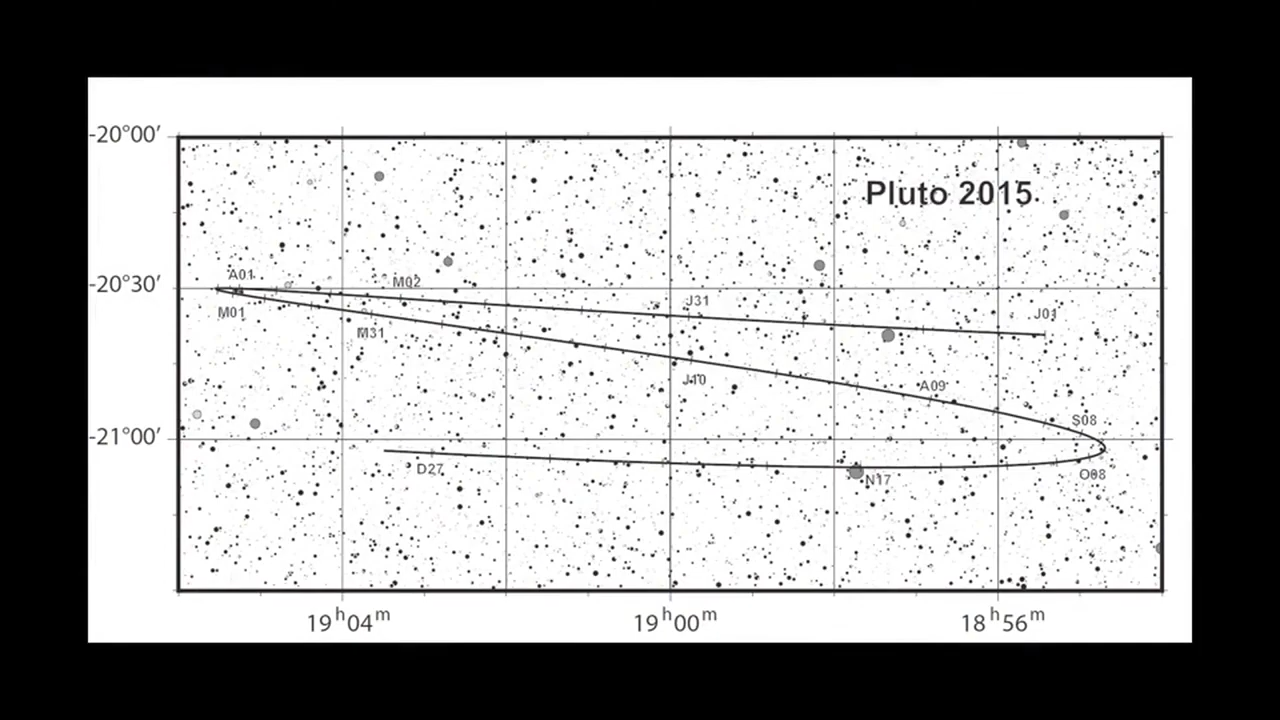 -20°00′
Pluto 2015
A01
M02
-20°30′
J31
M01
J01
M31
J10
A09
S08
-21°00′
D27
N17
O08
19ʰ04ᵐ
19ʰ00ᵐ
18ʰ56ᵐ